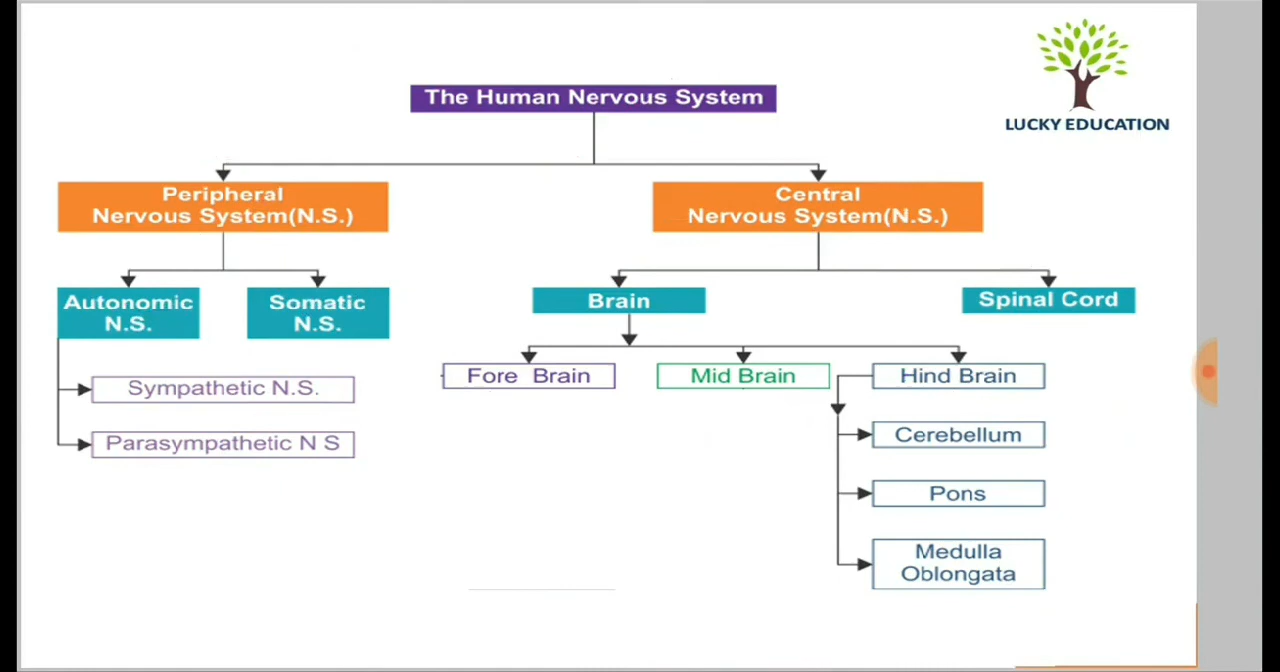 The Human Nervous System
LUCKY EDUCATION
Peripheral
Nervous System(N.S.)
Central
Nervous System(N.S.)
Autonomic
N.S.
Somatic
N.S.
Brain
Spinal Cord
Sympathetic N.S.
Parasympathetic N S
Fore Brain
Mid Brain
Hind Brain
Cerebellum
Pons
Medulla
Oblongata